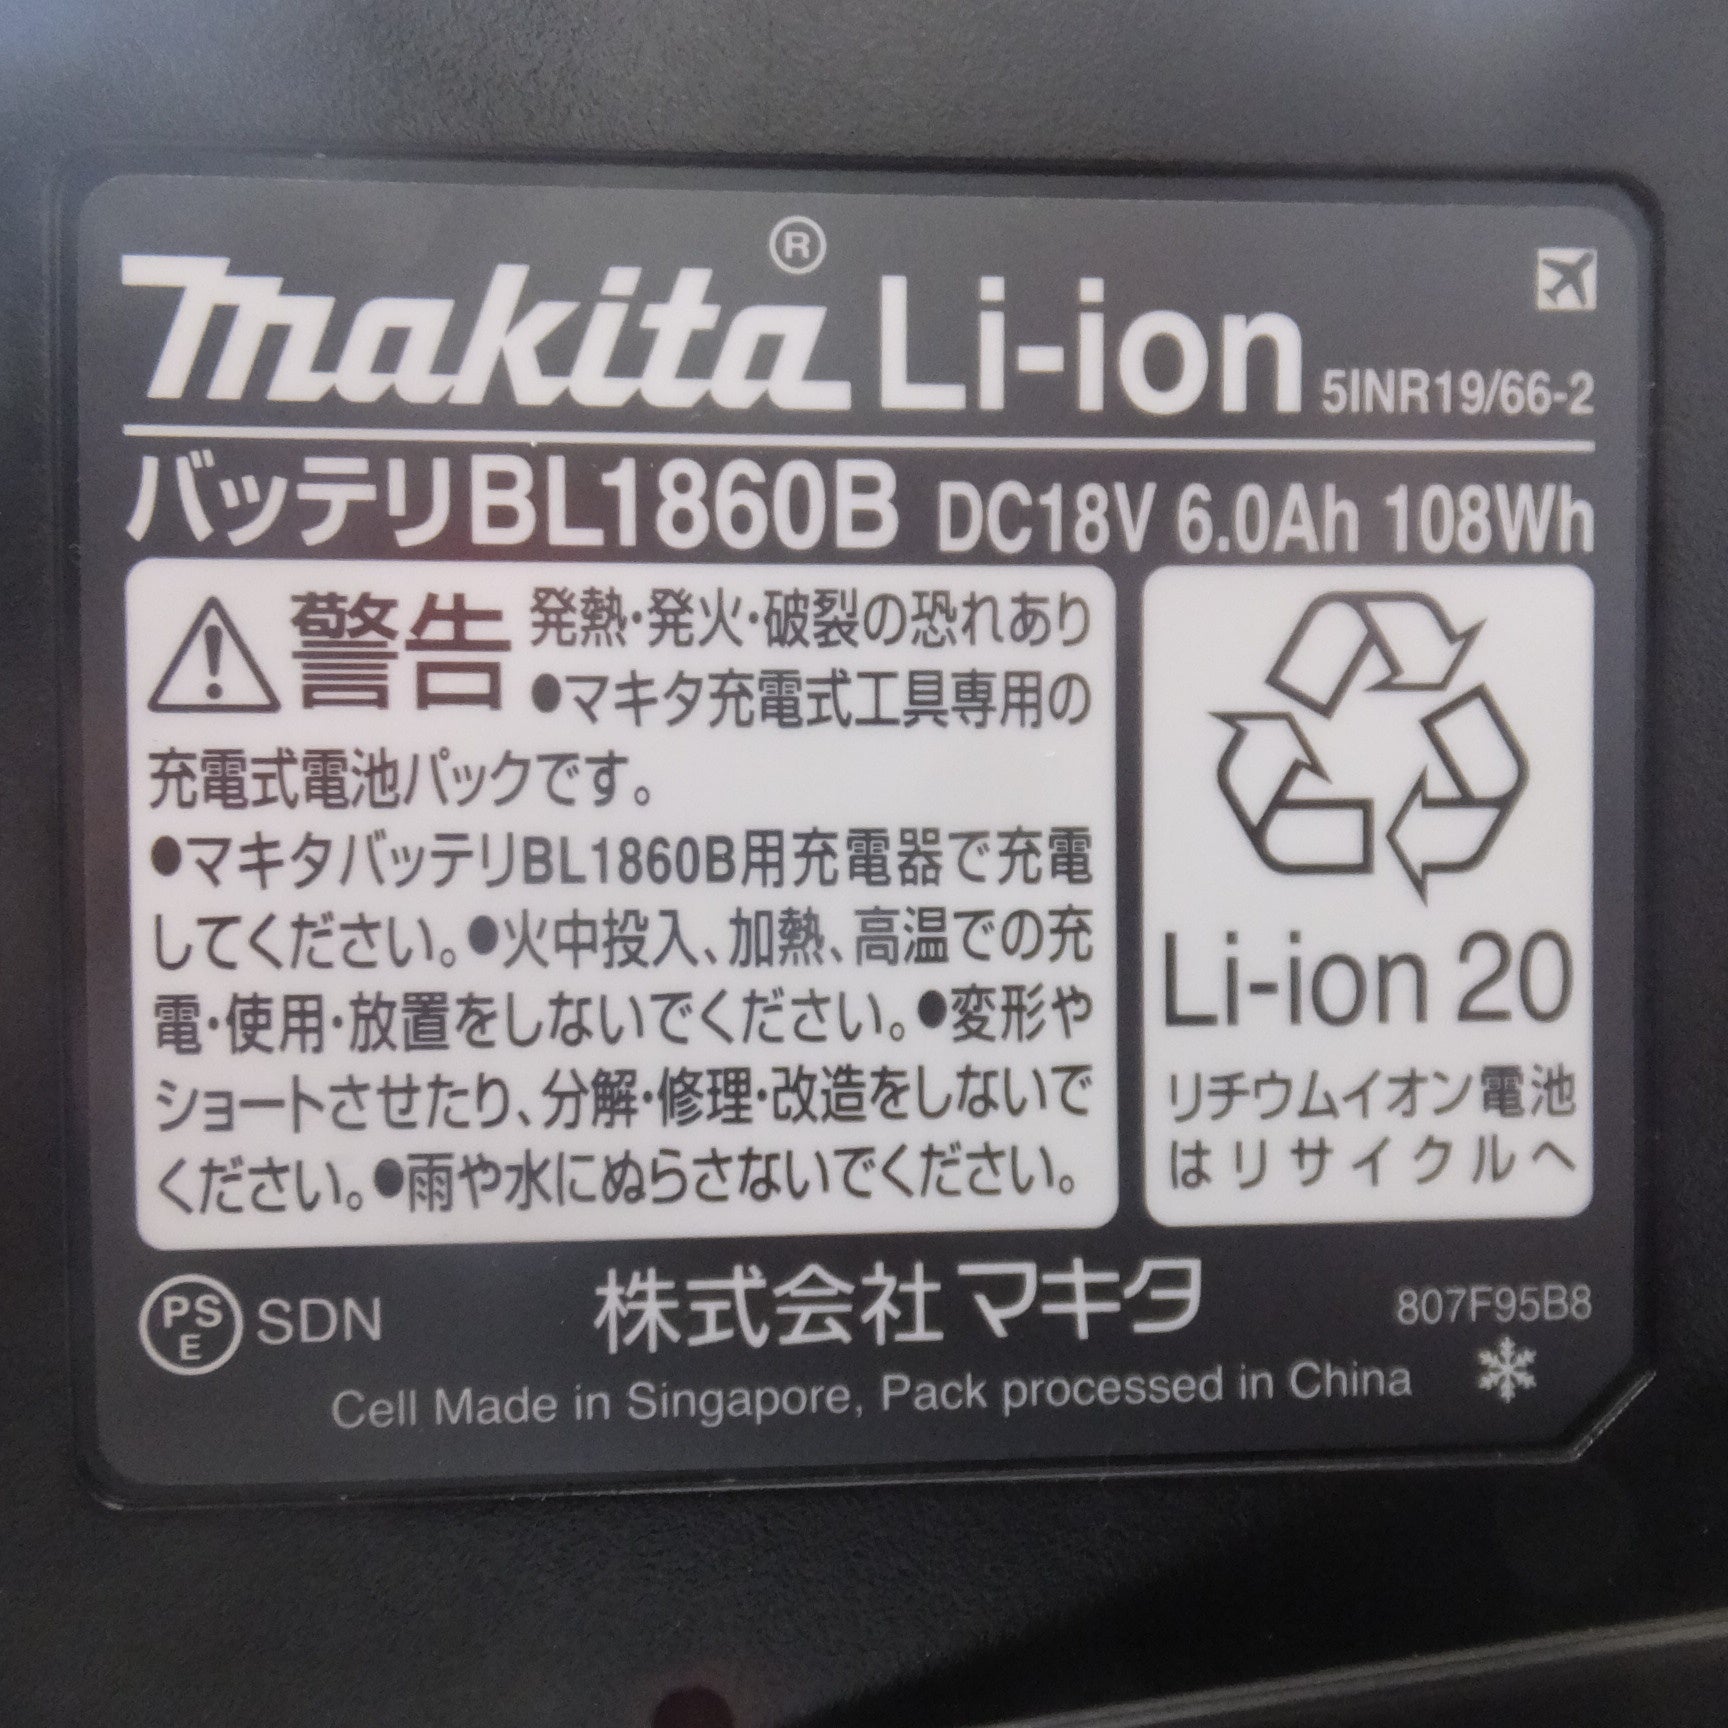 makita® Li-ion 5INR19/66-2
バッテリBL1860B DC18V 6.0Ah 108Wh
警告 発熱・発火・破裂の恐れあり
●マキタ充電式工具専用の
充電式電池パックです。
●マキタバッテリBL1860B用充電器で充電
してください。●火中投入、加熱、高温での充
電・使用・放置をしないでください。●変形や
ショートさせたり、分解・修理・改造をしないで
ください。●雨や水にぬらさないでください。
Li-ion 20
リチウムイオン電池
はリサイクルへ
PS
E
SDN
株式会社マキタ
807F95B8
Cell Made in Singapore, Pack processed in China